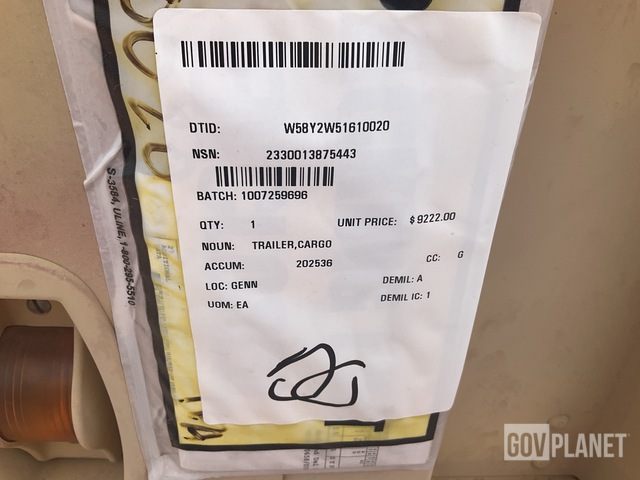 DTID: W58Y2W51610020
NSN: 2330013875443
BATCH: 1007259696
QTY: 1 UNIT PRICE: $ 9222.00
NOUN: TRAILER,CARGO
ACCUM: 202536 CC: G
LOC: GENN DEMIL: A
UOM: EA DEMIL IC: 1
S-3584, ULINE, 1-800-295-5510
GOVPLANET